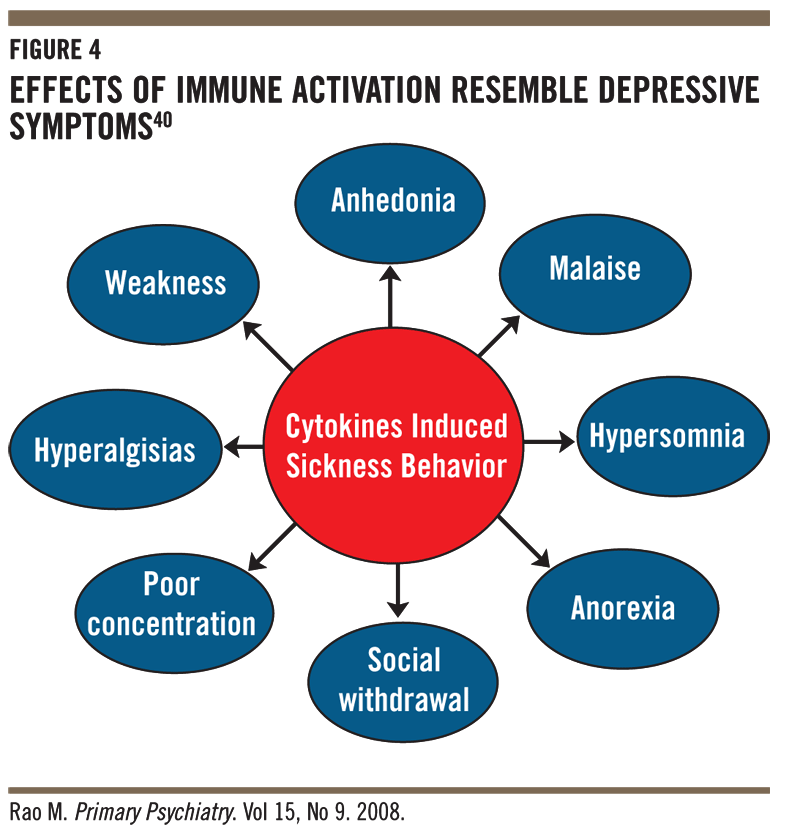 FIGURE 4
EFFECTS OF IMMUNE ACTIVATION RESEMBLE DEPRESSIVE
SYMPTOMS40
Anhedonia
Malaise
Weakness
Cytokines Induced
Sickness Behavior
Hypersomnia
Hyperalgisias
Poor
concentration
Anorexia
Social
withdrawal
Rao M. Primary Psychiatry. Vol 15, No 9. 2008.